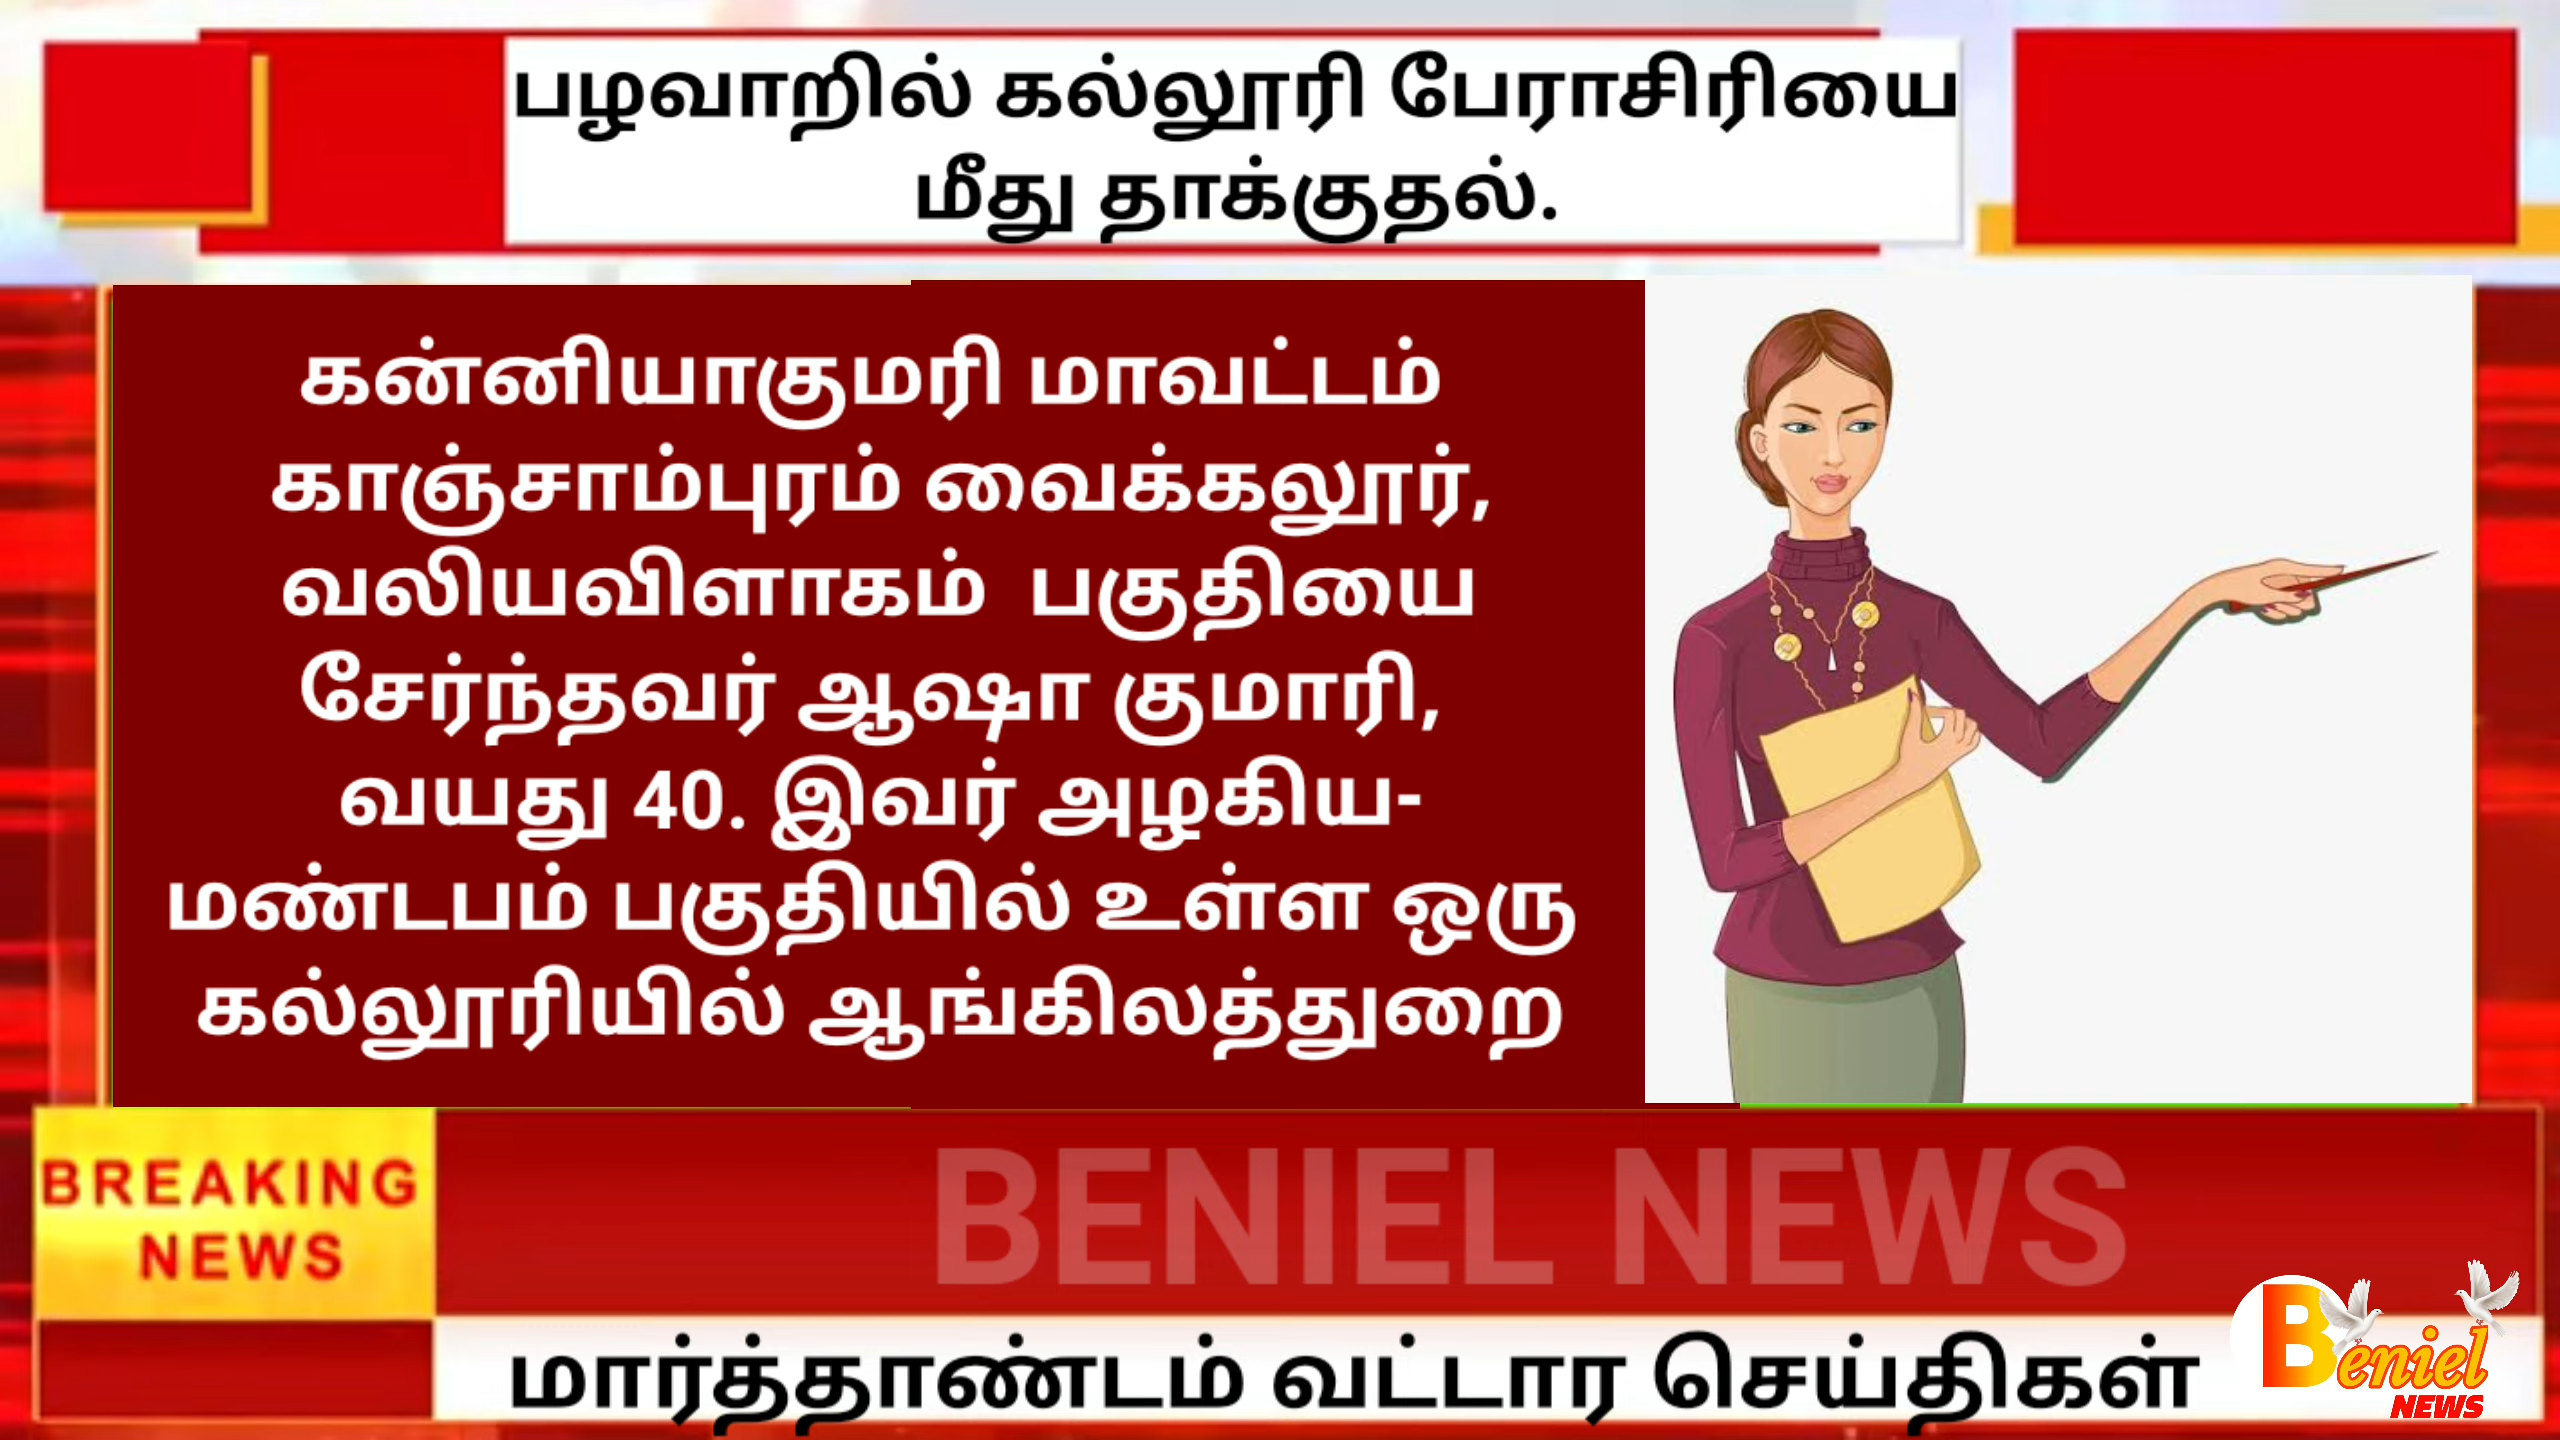 பழவாறில் கல்லூரி பேராசிரியை
மீது தாக்குதல்.
கன்னியாகுமரி மாவட்டம்
காஞ்சாம்புரம் வைக்கலூர்,
வலியவிளாகம் பகுதியை
சேர்ந்தவர் ஆஷா குமாரி,
வயது 40. இவர் அழகிய-
மண்டபம் பகுதியில் உள்ள ஒரு
கல்லூரியில் ஆங்கிலத்துறை
BREAKING
NEWS
BENIEL NEWS
மார்த்தாண்டம் வட்டார செய்திகள்
Beniel
NEWS